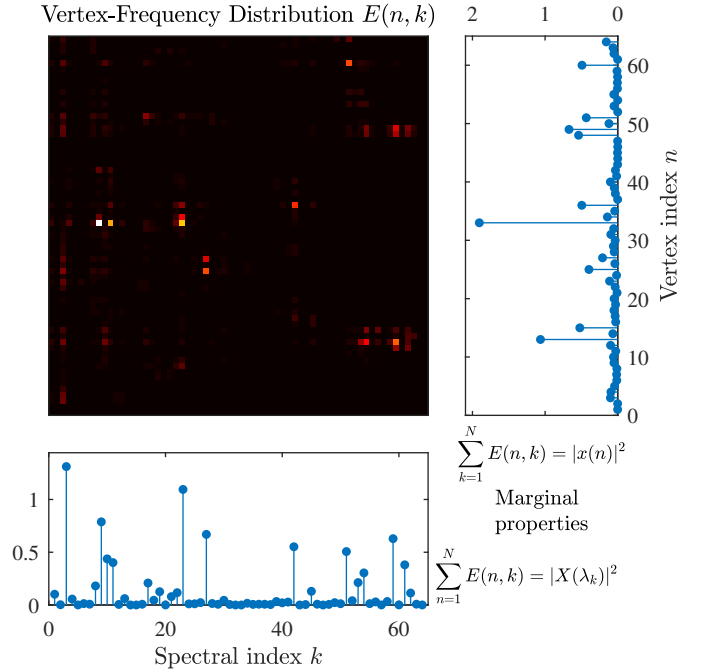 Vertex-Frequency Distribution E(n, k)
2 1 0
60
50
40
30
20
10
0
Vertex index n
∑_{k=1}^{N} E(n, k) = |x(n)|²
Marginal
properties
∑_{n=1}^{N} E(n, k) = |X(λ_k)|²
1
0.5
0
0 20 40 60
Spectral index k